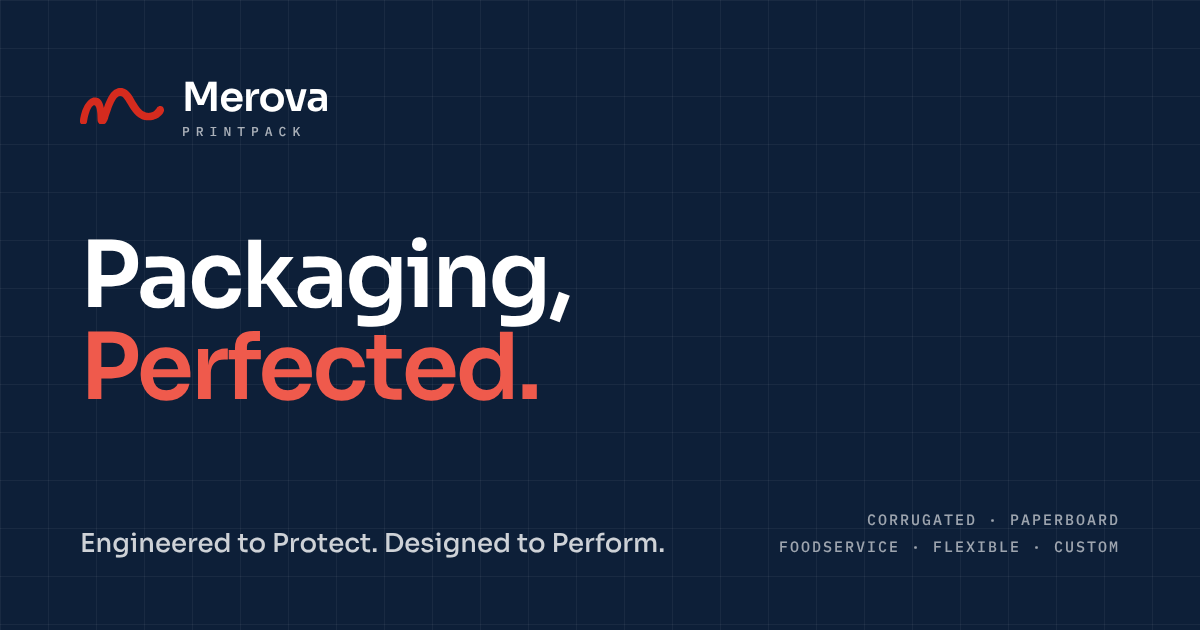 Merova
PRINTPACK
Packaging,
Perfected.
Engineered to Protect. Designed to Perform.
CORRUGATED · PAPERBOARD
FOODSERVICE · FLEXIBLE · CUSTOM